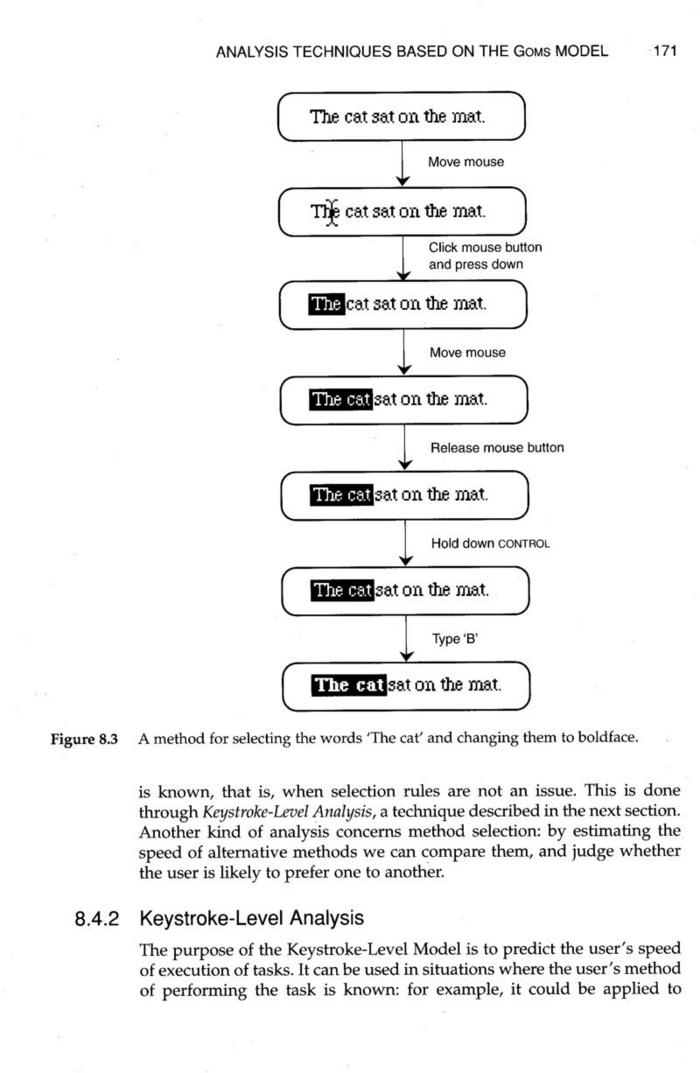 ANALYSIS TECHNIQUES BASED ON THE GOMS MODEL 171
The cat sat on the mat.
Move mouse
The cat sat on the mat.
Click mouse button
and press down
The cat sat on the mat.
Move mouse
The cat sat on the mat.
Release mouse button
The cat sat on the mat.
Hold down CONTROL
The cat sat on the mat.
Type 'B'
The cat sat on the mat.
Figure 8.3 A method for selecting the words 'The cat' and changing them to boldface.
is known, that is, when selection rules are not an issue. This is done
through Keystroke-Level Analysis, a technique described in the next section.
Another kind of analysis concerns method selection: by estimating the
speed of alternative methods we can compare them, and judge whether
the user is likely to prefer one to another.
8.4.2 Keystroke-Level Analysis
The purpose of the Keystroke-Level Model is to predict the user's speed
of execution of tasks. It can be used in situations where the user's method
of performing the task is known: for example, it could be applied to